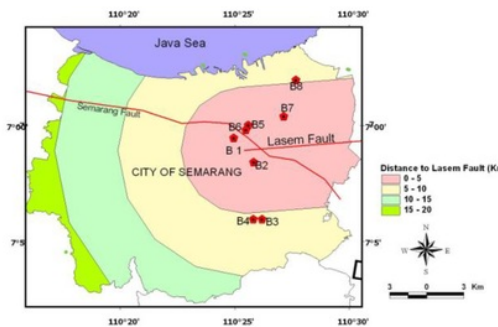 110°20 110°25 110°30
Java Sea
B8
B7
Semarang Fault
7°00 7°00
B6 B5
Lasem Fault
B 1
B2
CITY OF SEMARANG
Distance to Lasem Fault (Km
0 - 5
5 - 10
10 - 15
15 - 20
B4 B3
7°5 7°5
N
W E
S
3 0 3 Km
110°20 110°25 110°30